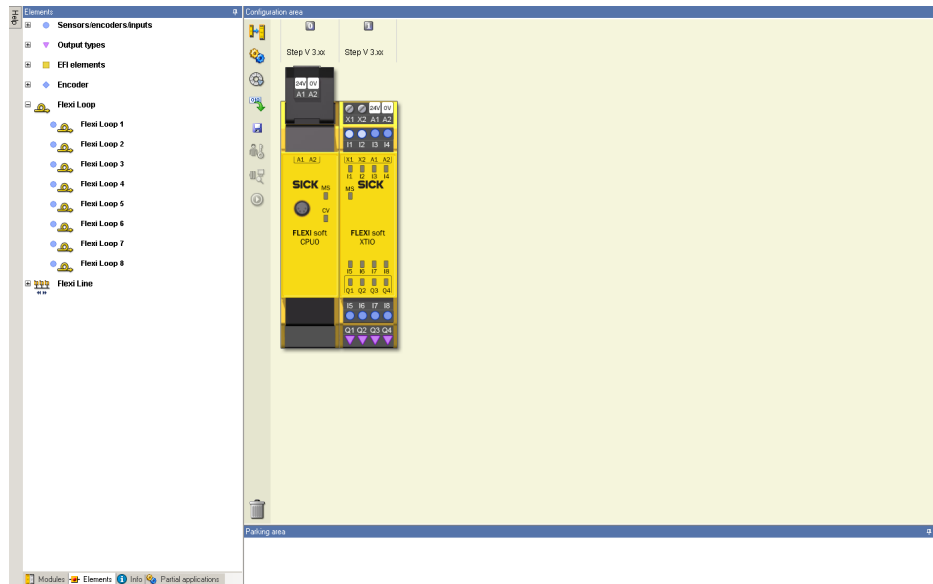 Help
Elements
Sensors/encoders/inputs
Output types
EFI elements
Encoder
Flexi Loop
Flexi Loop 1
Flexi Loop 2
Flexi Loop 3
Flexi Loop 4
Flexi Loop 5
Flexi Loop 6
Flexi Loop 7
Flexi Loop 8
Flexi Line
Modules Elements Info Partial applications
Configuration area
0 1
Step V 3.xx Step V 3.xx
24V 0V
A1 A2
24V 0V
X1 X2 A1 A2
I1 I2 I3 I4
A1 A2 X1 X2 A1 A2
I1 I2 I3 I4
SICK MS MS SICK
CV
FLEXI soft FLEXI soft
CPU0 XTIO
I5 I6 I7 I8
Q1 Q2 Q3 Q4
I5 I6 I7 I8
Q1 Q2 Q3 Q4
Parking area